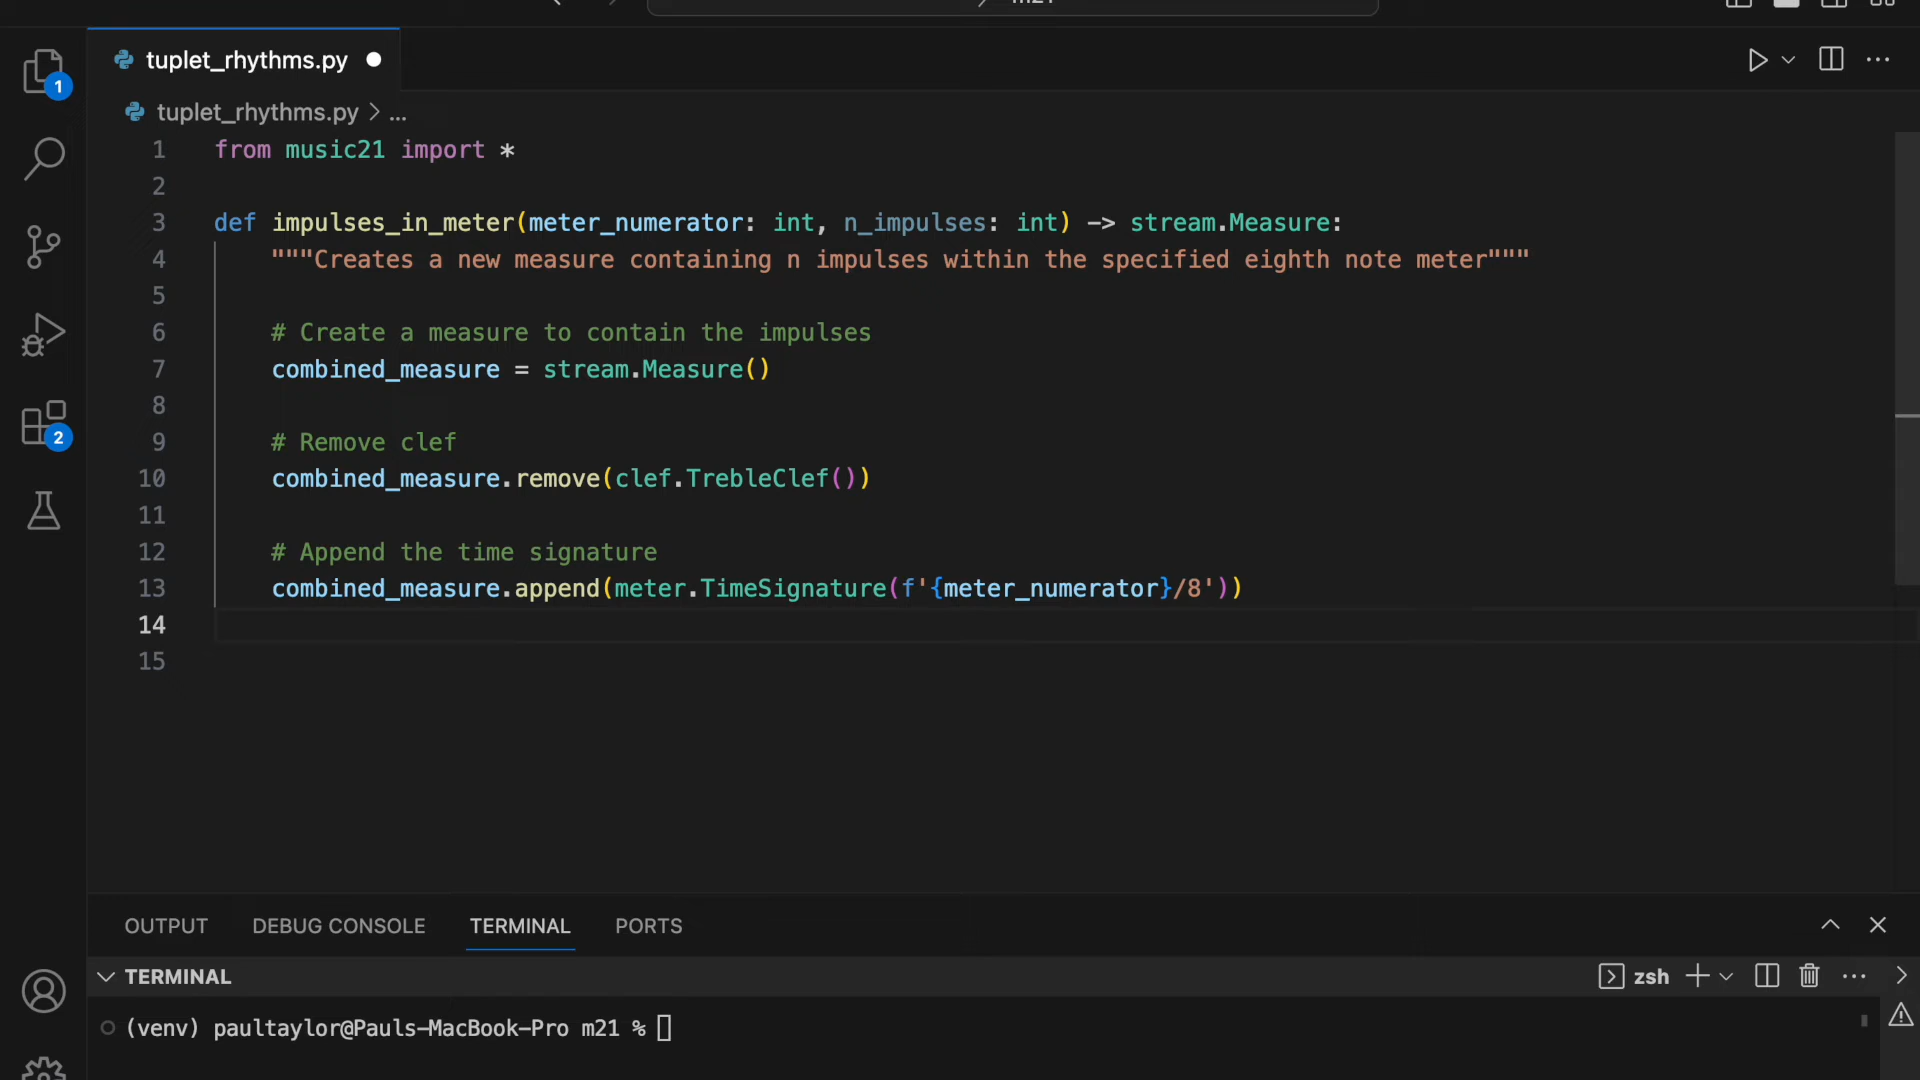 tuplet_rhythms.py
tuplet_rhythms.py > ...
1 from music21 import *
2
3 def impulses_in_meter(meter_numerator: int, n_impulses: int) -> stream.Measure:
4 """Creates a new measure containing n impulses within the specified eighth note meter"""
5
6 # Create a measure to contain the impulses
7 combined_measure = stream.Measure()
8
9 # Remove clef
10 combined_measure.remove(clef.TrebleClef())
11
12 # Append the time signature
13 combined_measure.append(meter.TimeSignature(f'{meter_numerator}/8'))
14
15
1
2
OUTPUT DEBUG CONSOLE TERMINAL PORTS
TERMINAL zsh
(venv) paultaylor@Pauls-MacBook-Pro m21 %